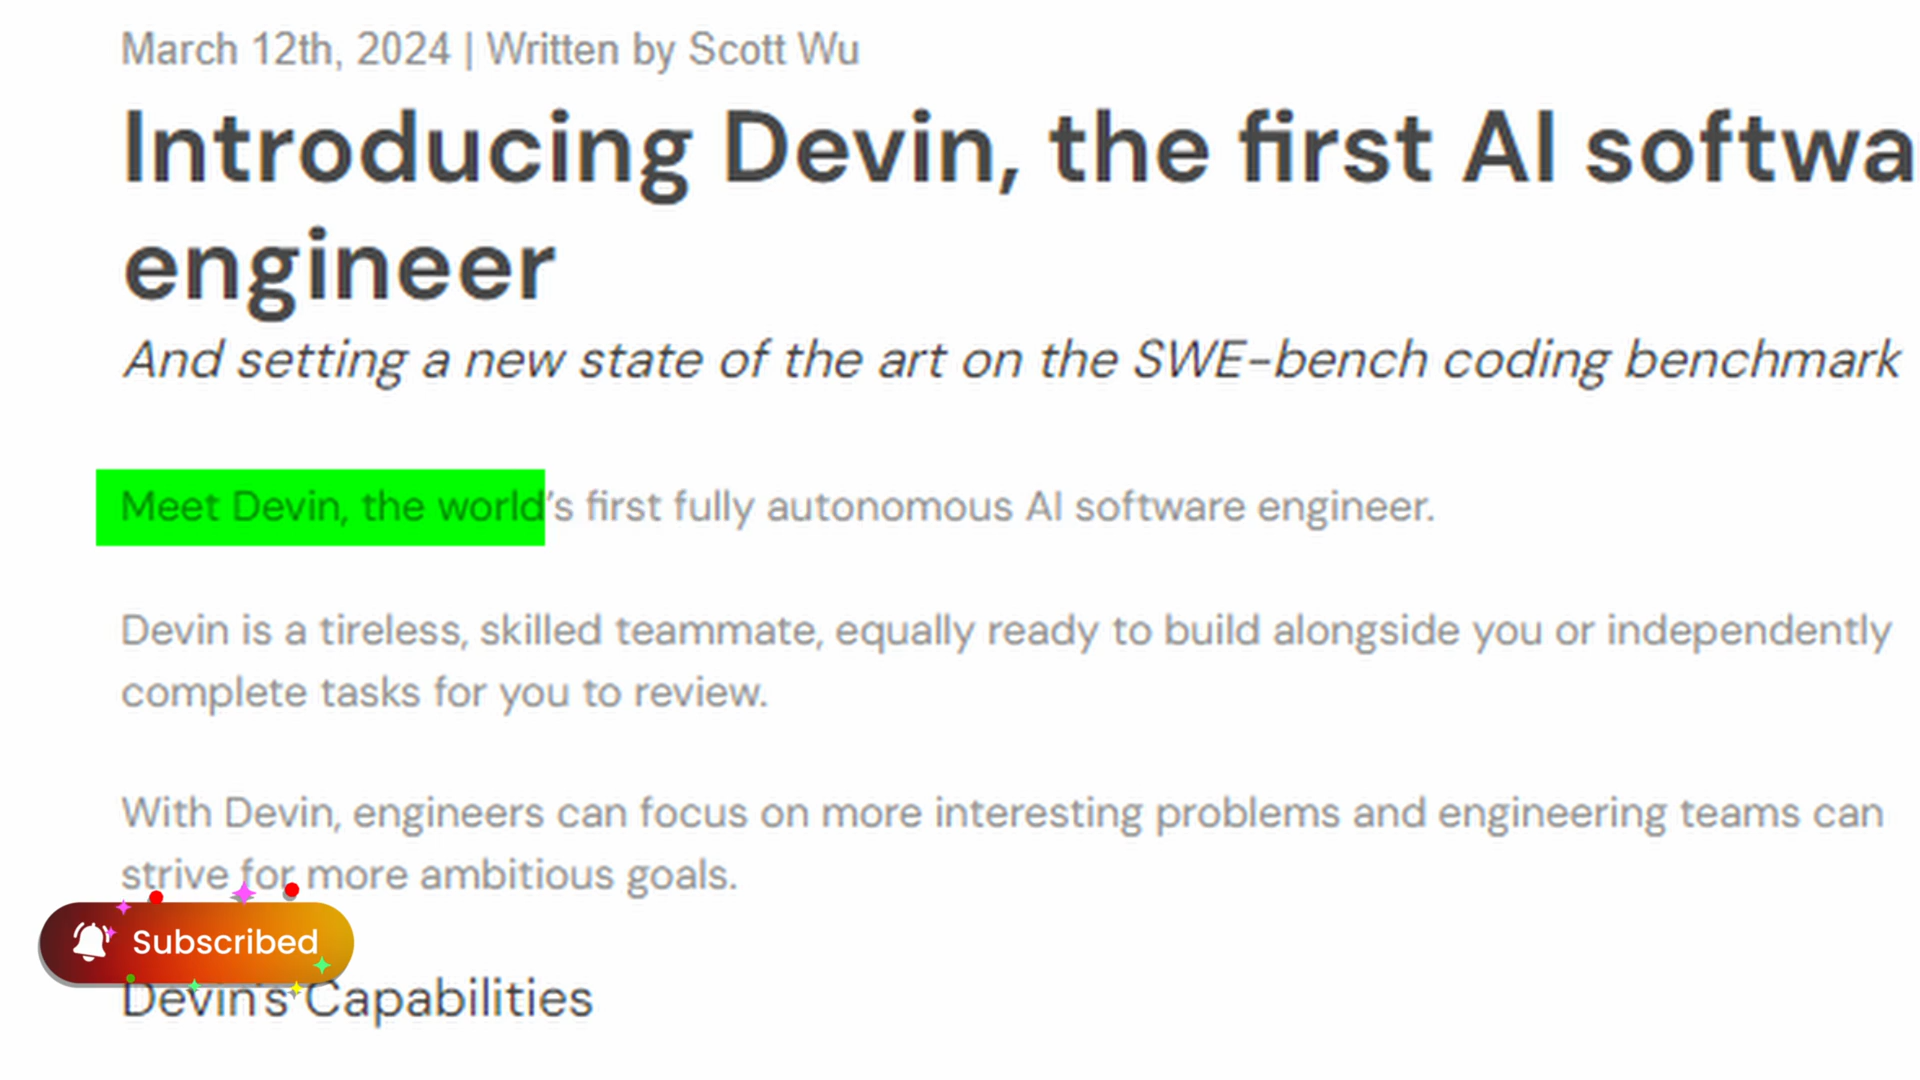 March 12th, 2024 | Written by Scott Wu
Introducing Devin, the first AI softwa
engineer
And setting a new state of the art on the SWE-bench coding benchmark
Meet Devin, the world's first fully autonomous AI software engineer.
Devin is a tireless, skilled teammate, equally ready to build alongside you or independently
complete tasks for you to review.
With Devin, engineers can focus on more interesting problems and engineering teams can
strive for more ambitious goals.
Subscribed
Devin's Capabilities